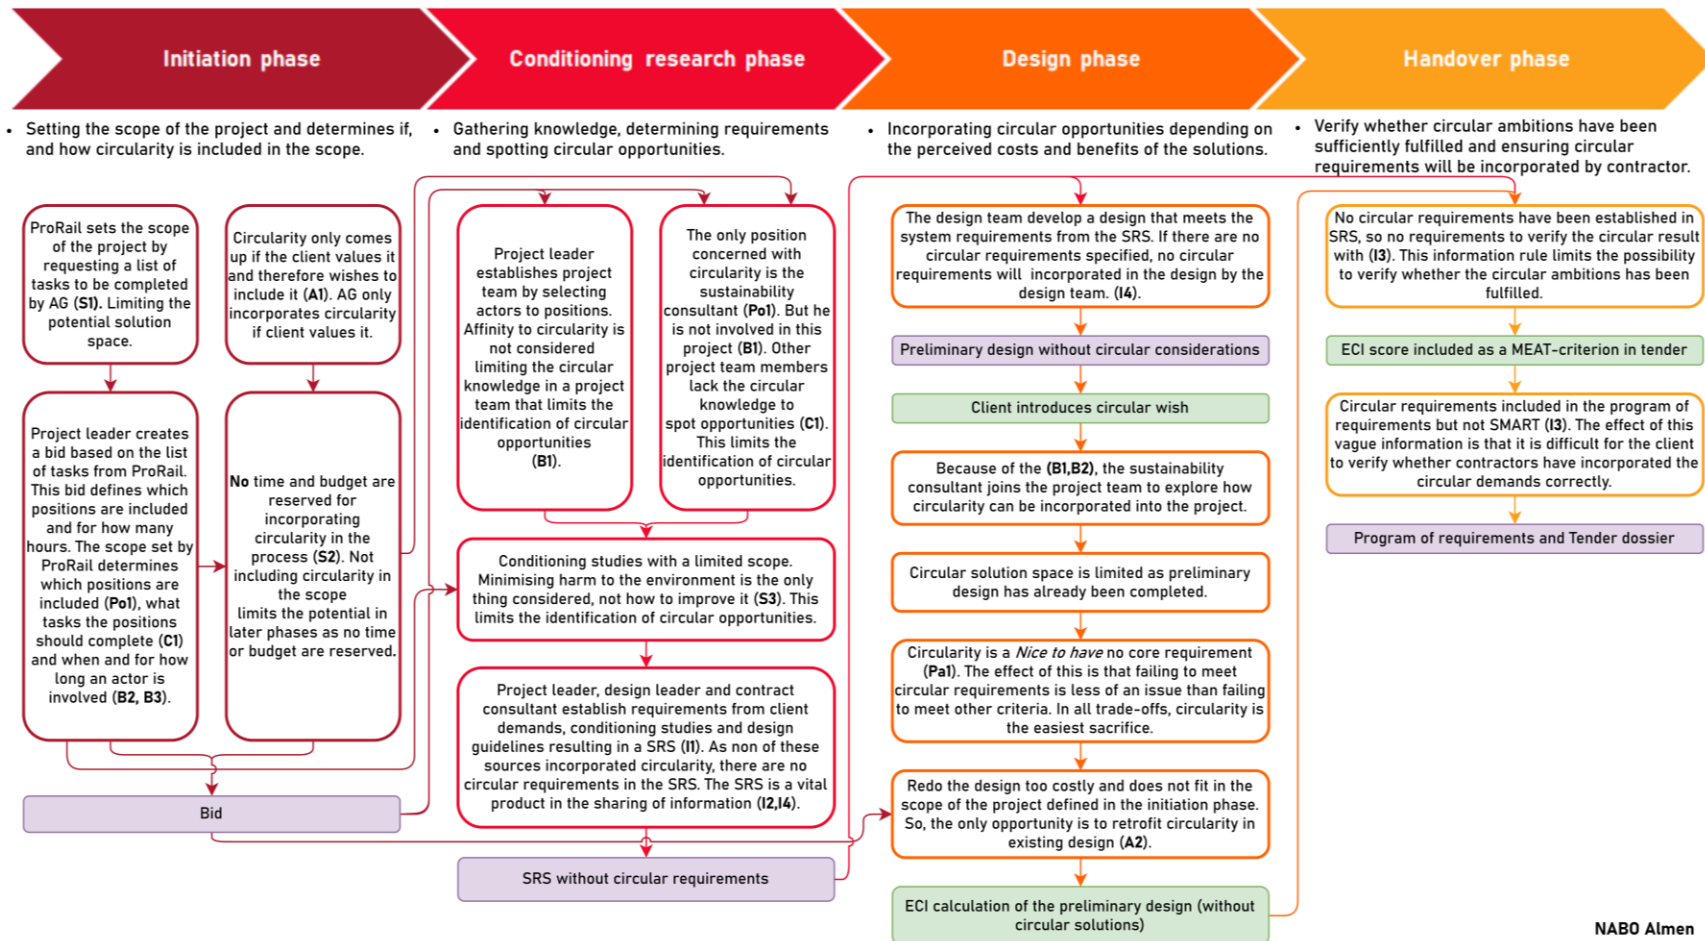 Initiation phase
Conditioning research phase
Design phase
Handover phase
• Setting the scope of the project and determines if,
and how circularity is included in the scope.
• Gathering knowledge, determining requirements
and spotting circular opportunities.
• Incorporating circular opportunities depending on
the perceived costs and benefits of the solutions.
• Verify whether circular ambitions have been
sufficiently fulfilled and ensuring circular
requirements will be incorporated by contractor.
ProRail sets the scope
of the project by
requesting a list of
tasks to be completed
by AG (S1). Limiting the
potential solution
space.
Circularity only comes
up if the client values it
and therefore wishes to
include it (A1). AG only
incorporates circularity
if client values it.
Project leader creates
a bid based on the list
of tasks from ProRail.
This bid defines which
positions are included
and for how many
hours. The scope set by
ProRail determines
which positions are
included (Po1), what
tasks the positions
should complete (C1)
and when and for how
long an actor is
involved (B2, B3).
No time and budget are
reserved for
incorporating
circularity in the
process (S2). Not
including circularity in
the scope
limits the potential in
later phases as no time
or budget are reserved.
Bid
Project leader
establishes project
team by selecting
actors to positions.
Affinity to circularity is
not considered
limiting the circular
knowledge in a project
team that limits the
identification of circular
opportunities
(B1).
The only position
concerned with
circularity is the
sustainability
consultant (Po1). But he
is not involved in this
project (B1). Other
project team members
lack the circular
knowledge to
spot opportunities (C1).
This limits the
identification of circular
opportunities.
Conditioning studies with a limited scope.
Minimising harm to the environment is the only
thing considered, not how to improve it (S3). This
limits the identification of circular opportunities.
Project leader, design leader and contract
consultant establish requirements from client
demands, conditioning studies and design
guidelines resulting in a SRS (I1). As non of these
sources incorporated circularity, there are no
circular requirements in the SRS. The SRS is a vital
product in the sharing of information (I2,I4).
SRS without circular requirements
The design team develop a design that meets the
system requirements from the SRS. If there are no
circular requirements specified, no circular
requirements will incorporated in the design by the
design team. (I4).
Preliminary design without circular considerations
Client introduces circular wish
Because of the (B1,B2), the sustainability
consultant joins the project team to explore how
circularity can be incorporated into the project.
Circular solution space is limited as preliminary
design has already been completed.
Circularity is a Nice to have no core requirement
(Pa1). The effect of this is that failing to meet
circular requirements is less of an issue than failing
to meet other criteria. In all trade-offs, circularity is
the easiest sacrifice.
Redo the design too costly and does not fit in the
scope of the project defined in the initiation phase.
So, the only opportunity is to retrofit circularity in
existing design (A2).
ECI calculation of the preliminary design (without
circular solutions)
No circular requirements have been established in
SRS, so no requirements to verify the circular result
with (I3). This information rule limits the possibility
to verify whether the circular ambitions has been
fulfilled.
ECI score included as a MEAT-criterion in tender
Circular requirements included in the program of
requirements but not SMART (I3). The effect of this
vague information is that it is difficult for the client
to verify whether contractors have incorporated the
circular demands correctly.
Program of requirements and Tender dossier
NABO Almen